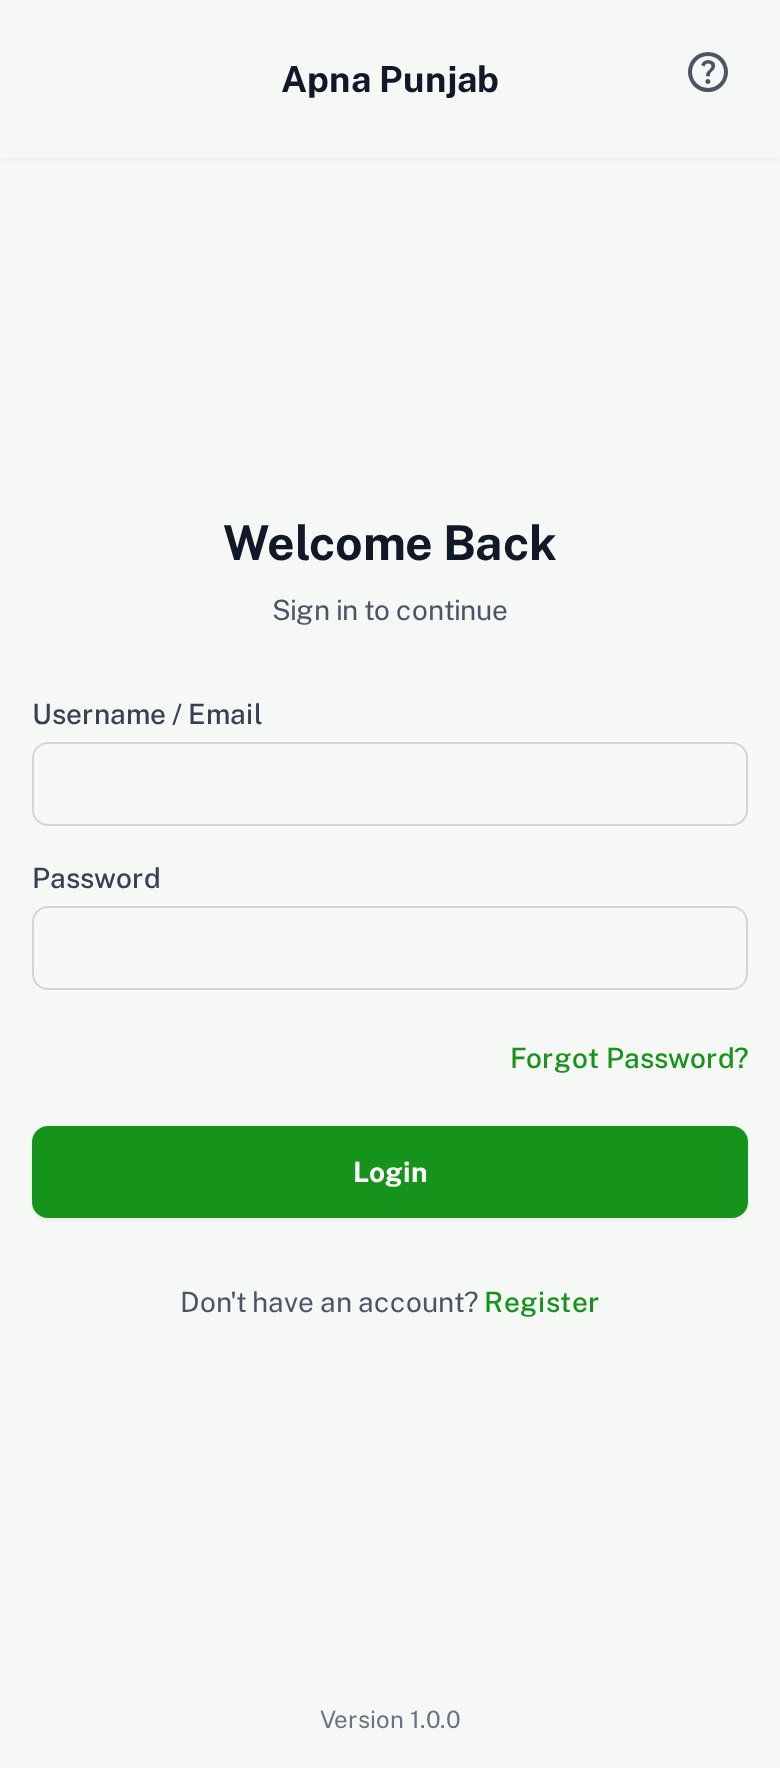 Apna Punjab
Welcome Back
Sign in to continue
Username / Email
Password
Forgot Password?
Login
Don't have an account? Register
Version 1.0.0